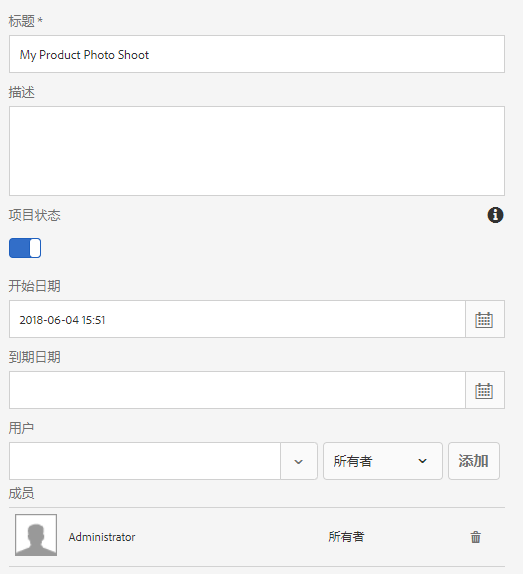 标题 *
My Product Photo Shoot
描述
项目状态
开始日期
2018-06-04 15:51
到期日期
用户
所有者 添加
成员
Administrator 所有者